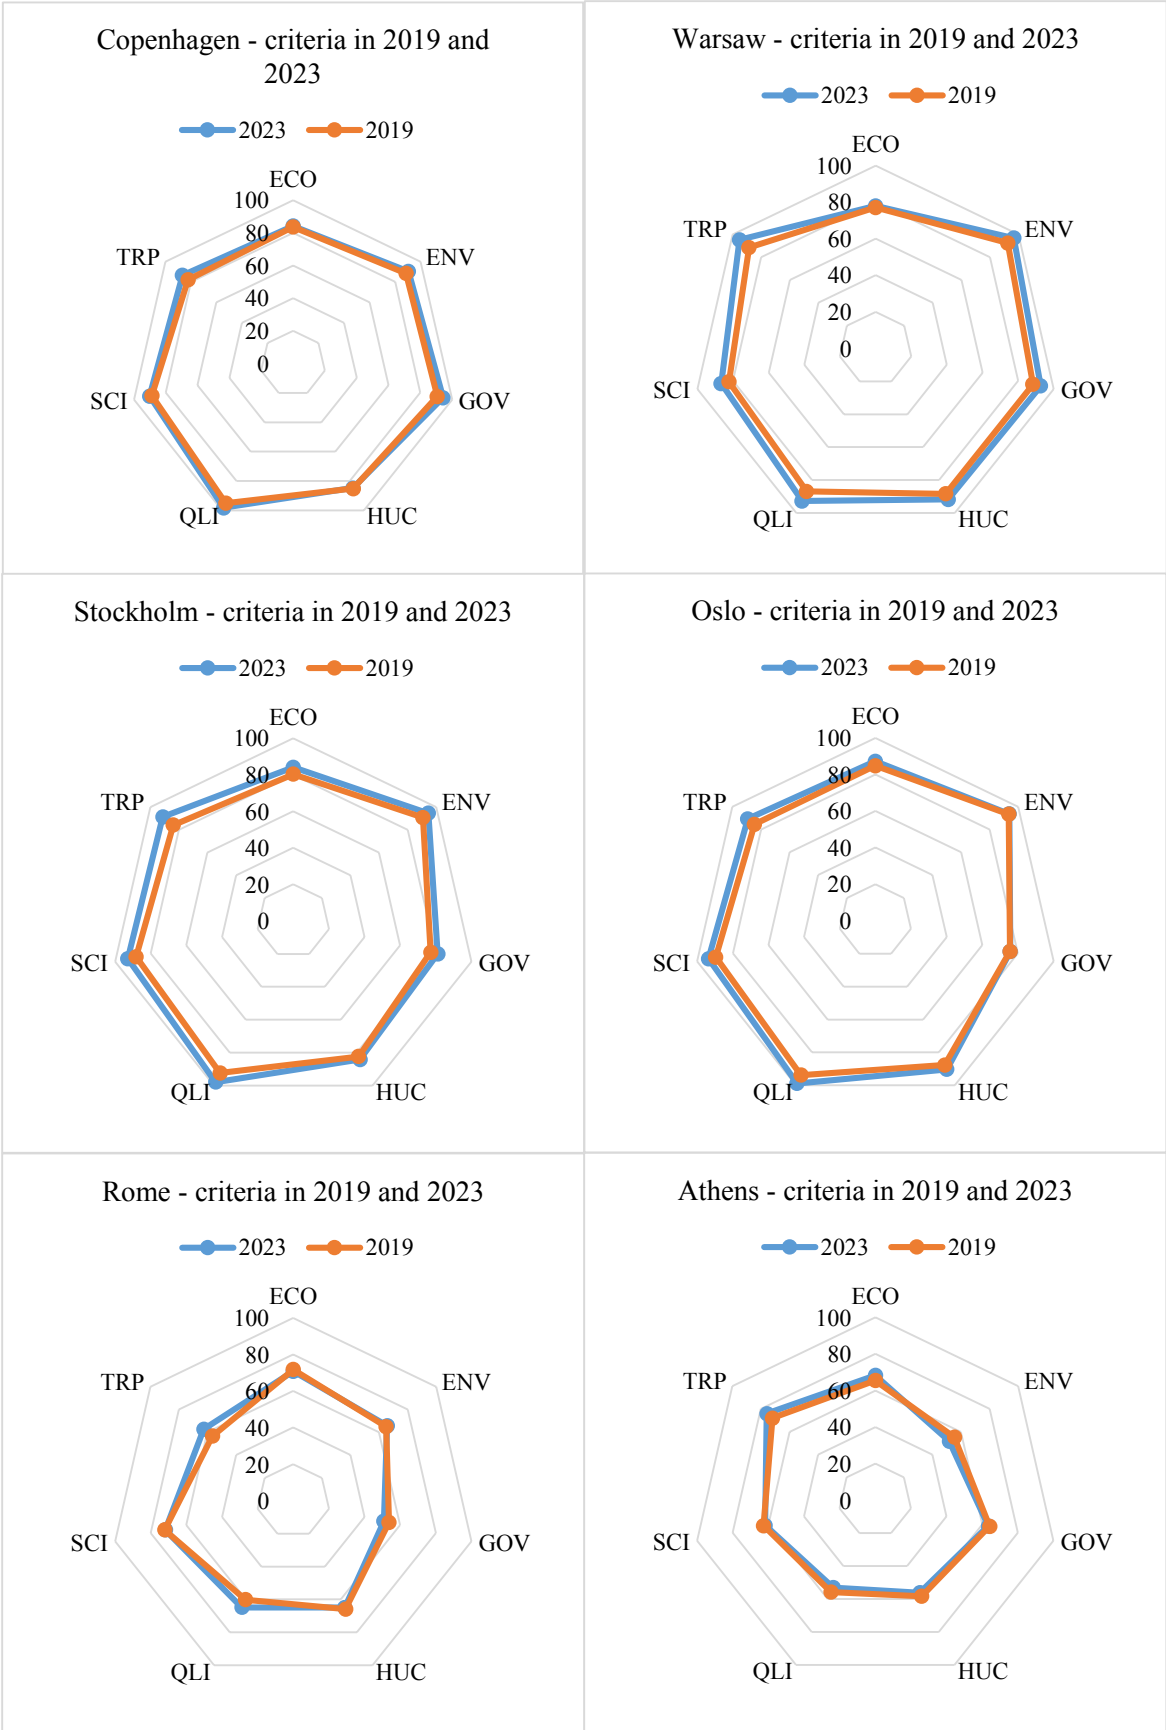 Copenhagen - criteria in 2019 and
2023
2023 2019
ECO
100
80
60
40
20
0
TRP
ENV
SCI
GOV
QLI
HUC
Warsaw - criteria in 2019 and 2023
2023 2019
ECO
100
80
60
40
20
0
TRP
ENV
SCI
GOV
QLI
HUC
Stockholm - criteria in 2019 and 2023
2023 2019
ECO
100
80
60
40
20
0
TRP
ENV
SCI
GOV
QLI
HUC
Oslo - criteria in 2019 and 2023
2023 2019
ECO
100
80
60
40
20
0
TRP
ENV
SCI
GOV
QLI
HUC
Rome - criteria in 2019 and 2023
2023 2019
ECO
100
80
60
40
20
0
TRP
ENV
SCI
GOV
QLI
HUC
Athens - criteria in 2019 and 2023
2023 2019
ECO
100
80
60
40
20
0
TRP
ENV
SCI
GOV
QLI
HUC